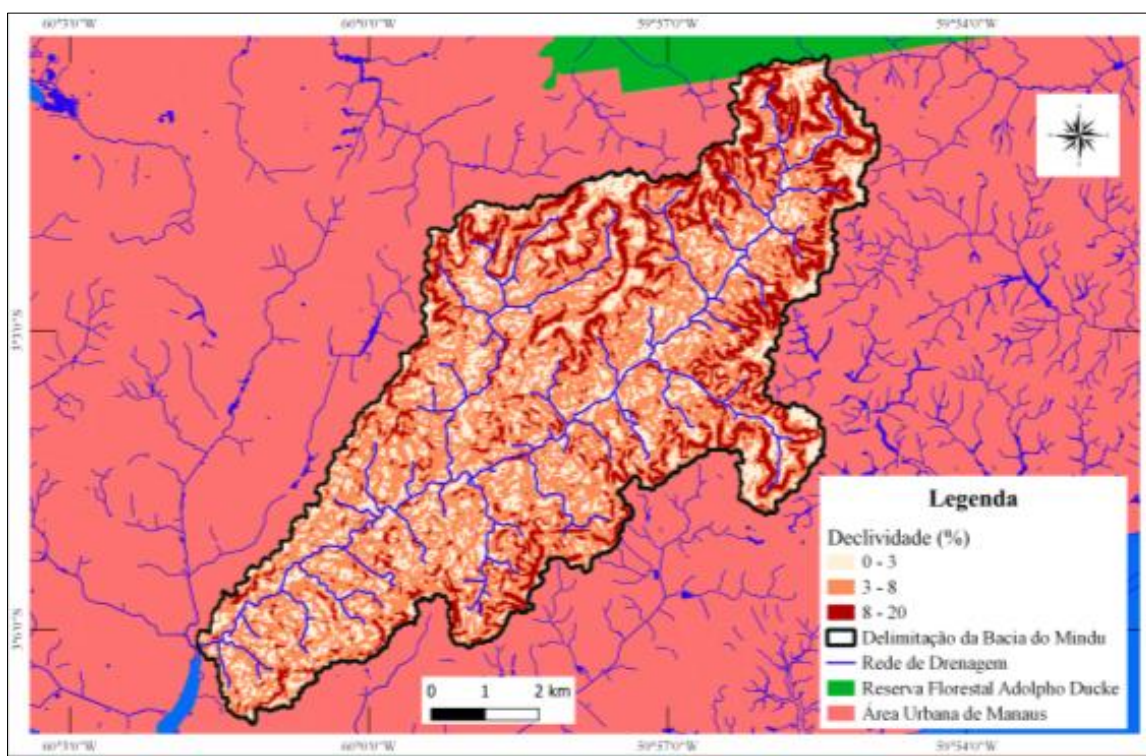 60°3'0"W 60°0'0"W 59°57'0"W 59°54'0"W
3°3'0"S
3°6'0"S
Legenda
Declividade (%)
0 - 3
3 - 8
8 - 20
Delimitação da Bacia do Mindu
Rede de Drenagem
Reserva Florestal Adolpho Ducke
Área Urbana de Manaus
0 1 2 km
60°3'0"W 60°0'0"W 59°57'0"W 59°54'0"W